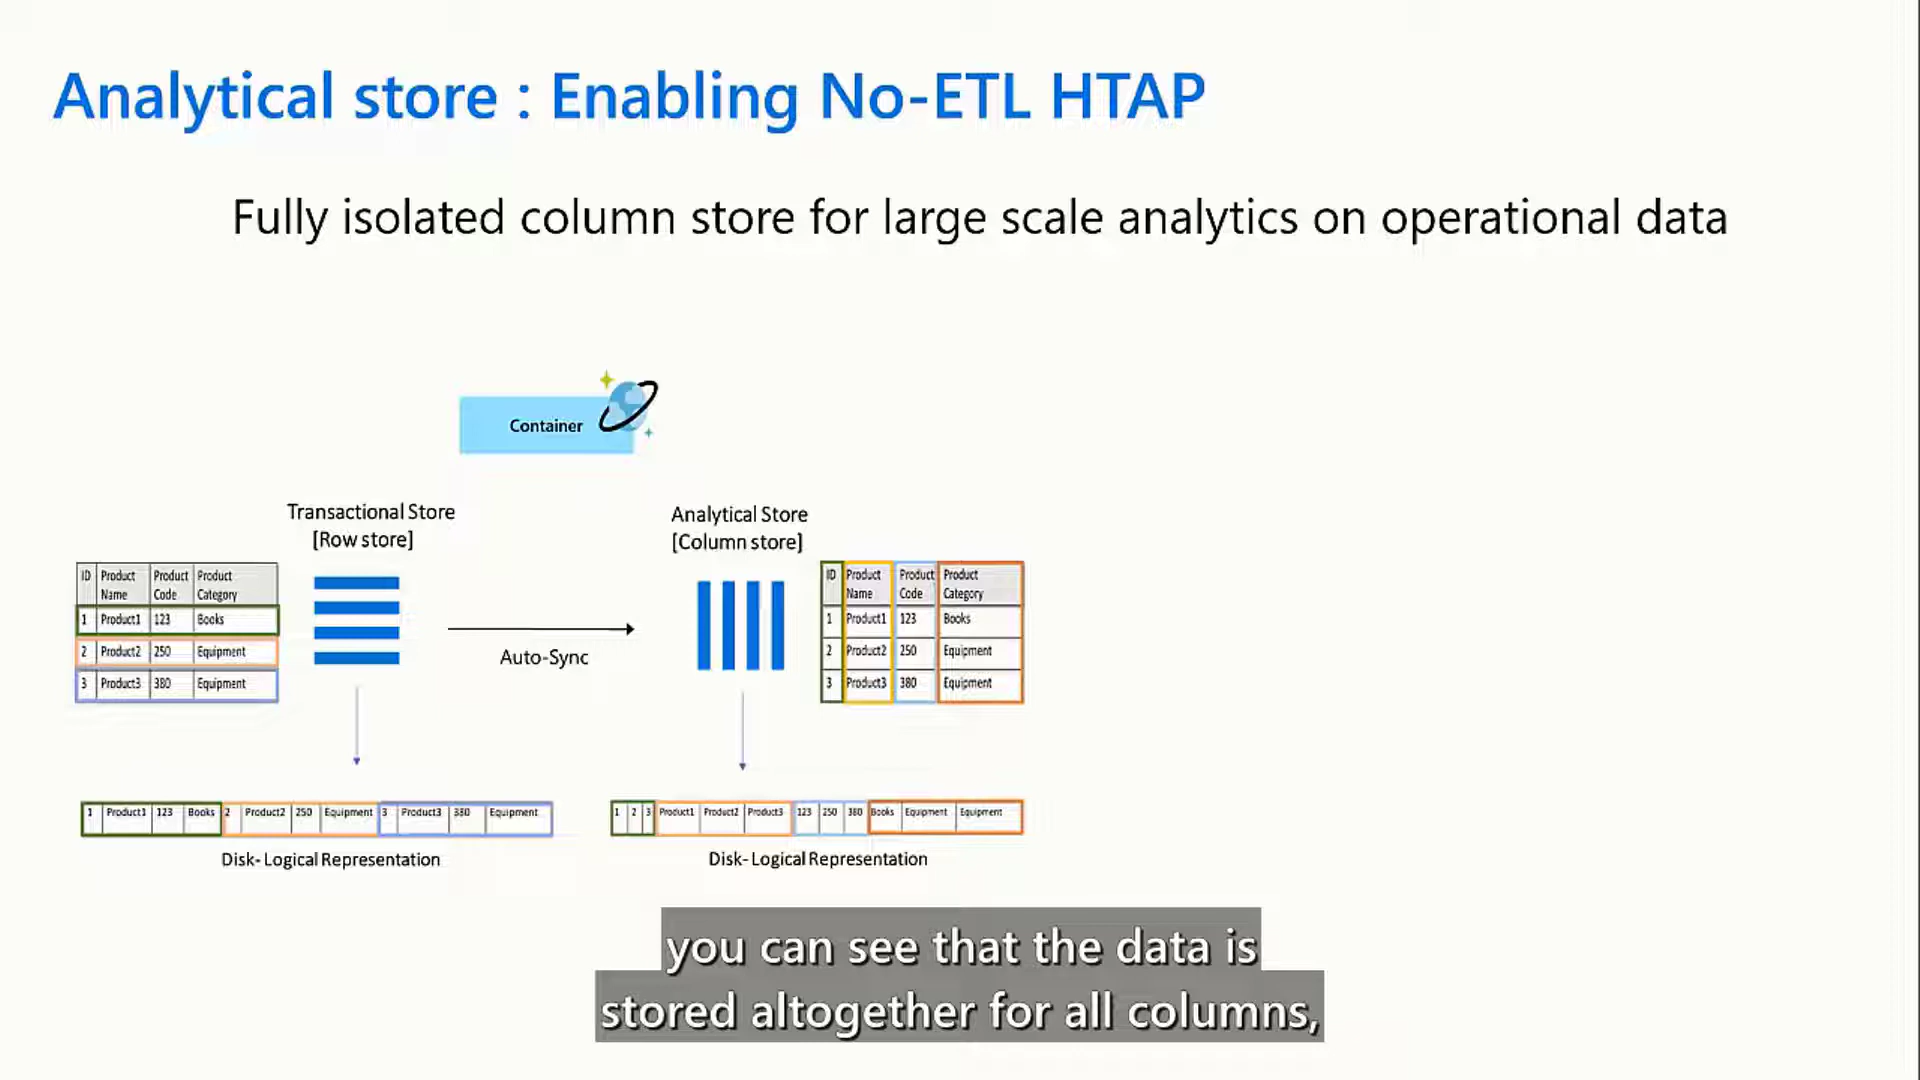 Analytical store : Enabling No-ETL HTAP
Fully isolated column store for large scale analytics on operational data
Container
Transactional Store
[Row store]
ID Product Name Product Code Product Category
1 Product1 123 Books
2 Product2 250 Equipment
3 Product3 380 Equipment
Auto-Sync
Analytical Store
[Column store]
ID Product Name Product Code Product Category
1 Product1 123 Books
2 Product2 250 Equipment
3 Product3 380 Equipment
1 Product1 123 Books 2 Product2 250 Equipment 3 Product3 380 Equipment
Disk- Logical Representation
1 2 3 Product1 Product2 Product3 123 250 380 Books Equipment Equipment
Disk- Logical Representation
you can see that the data is
stored altogether for all columns,